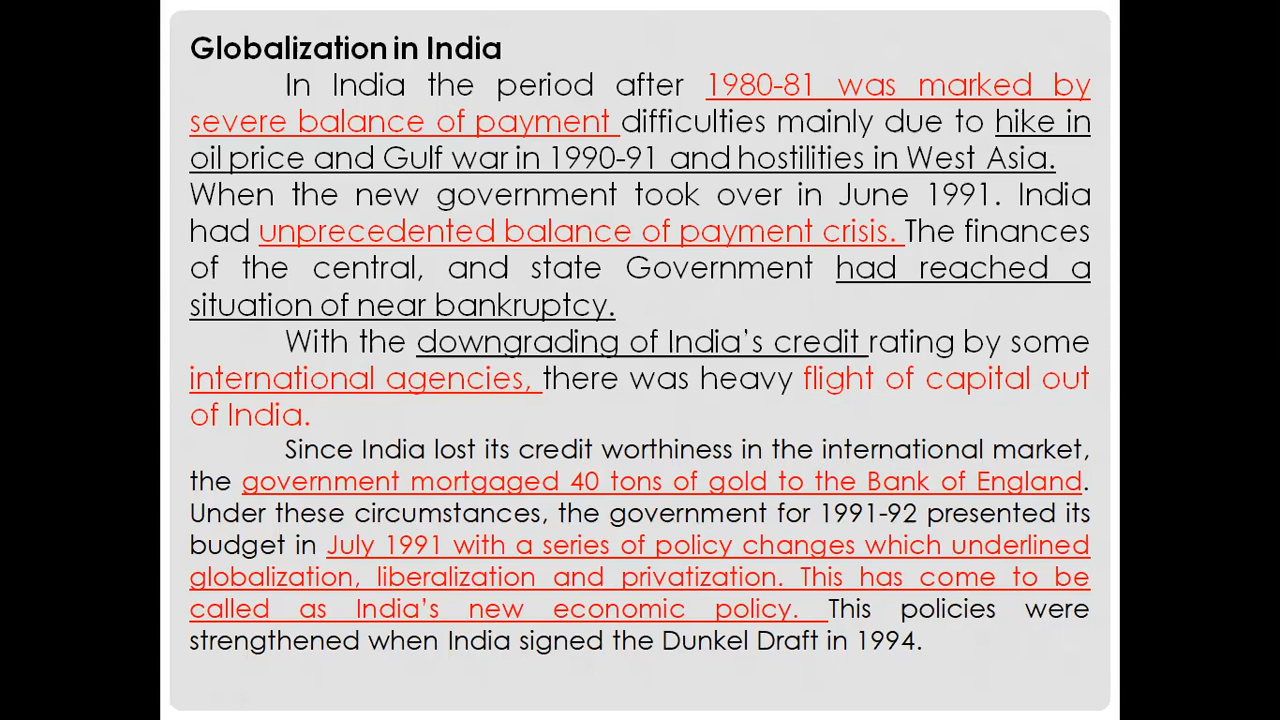 Globalization in India
In India the period after 1980-81 was marked by
severe balance of payment difficulties mainly due to hike in
oil price and Gulf war in 1990-91 and hostilities in West Asia.
When the new government took over in June 1991. India
had unprecedented balance of payment crisis. The finances
of the central, and state Government had reached a
situation of near bankruptcy.
With the downgrading of India's credit rating by some
international agencies, there was heavy flight of capital out
of India.
Since India lost its credit worthiness in the international market,
the government mortgaged 40 tons of gold to the Bank of England.
Under these circumstances, the government for 1991-92 presented its
budget in July 1991 with a series of policy changes which underlined
globalization, liberalization and privatization. This has come to be
called as India's new economic policy. This policies were
strengthened when India signed the Dunkel Draft in 1994.